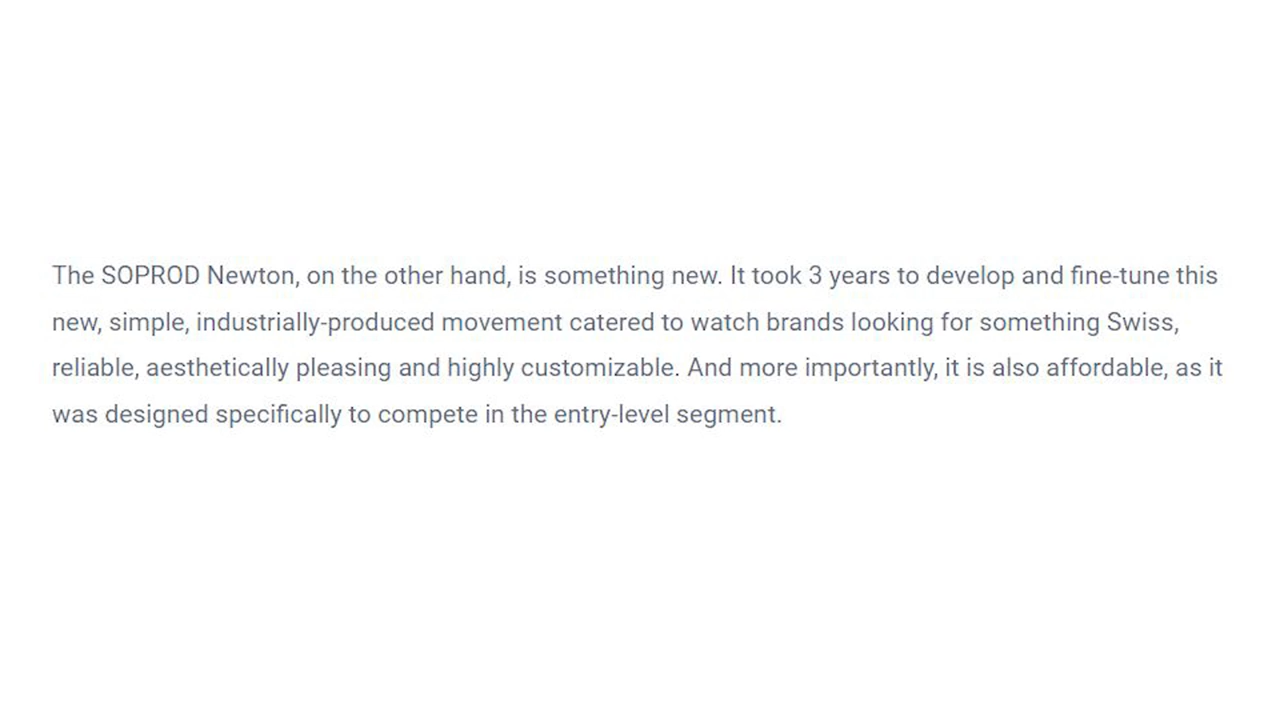 The SOPROD Newton, on the other hand, is something new. It took 3 years to develop and fine-tune this
new, simple, industrially-produced movement catered to watch brands looking for something Swiss,
reliable, aesthetically pleasing and highly customizable. And more importantly, it is also affordable, as it
was designed specifically to compete in the entry-level segment.